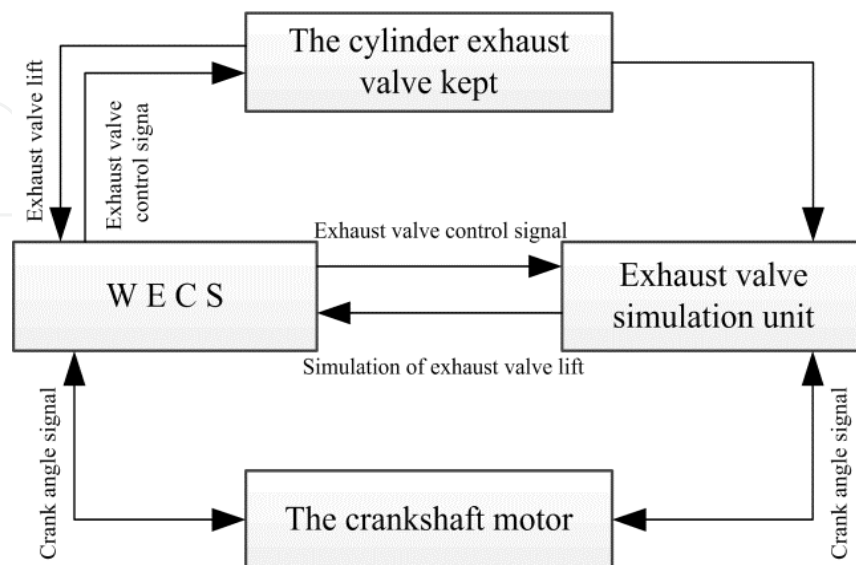 The cylinder exhaust
valve kept
Exhaust valve lift
Exhaust valve
control signa
Exhaust valve control signal
W E C S
Exhaust valve
simulation unit
Simulation of exhaust valve lift
Crank angle signal
The crankshaft motor
Crank angle signal